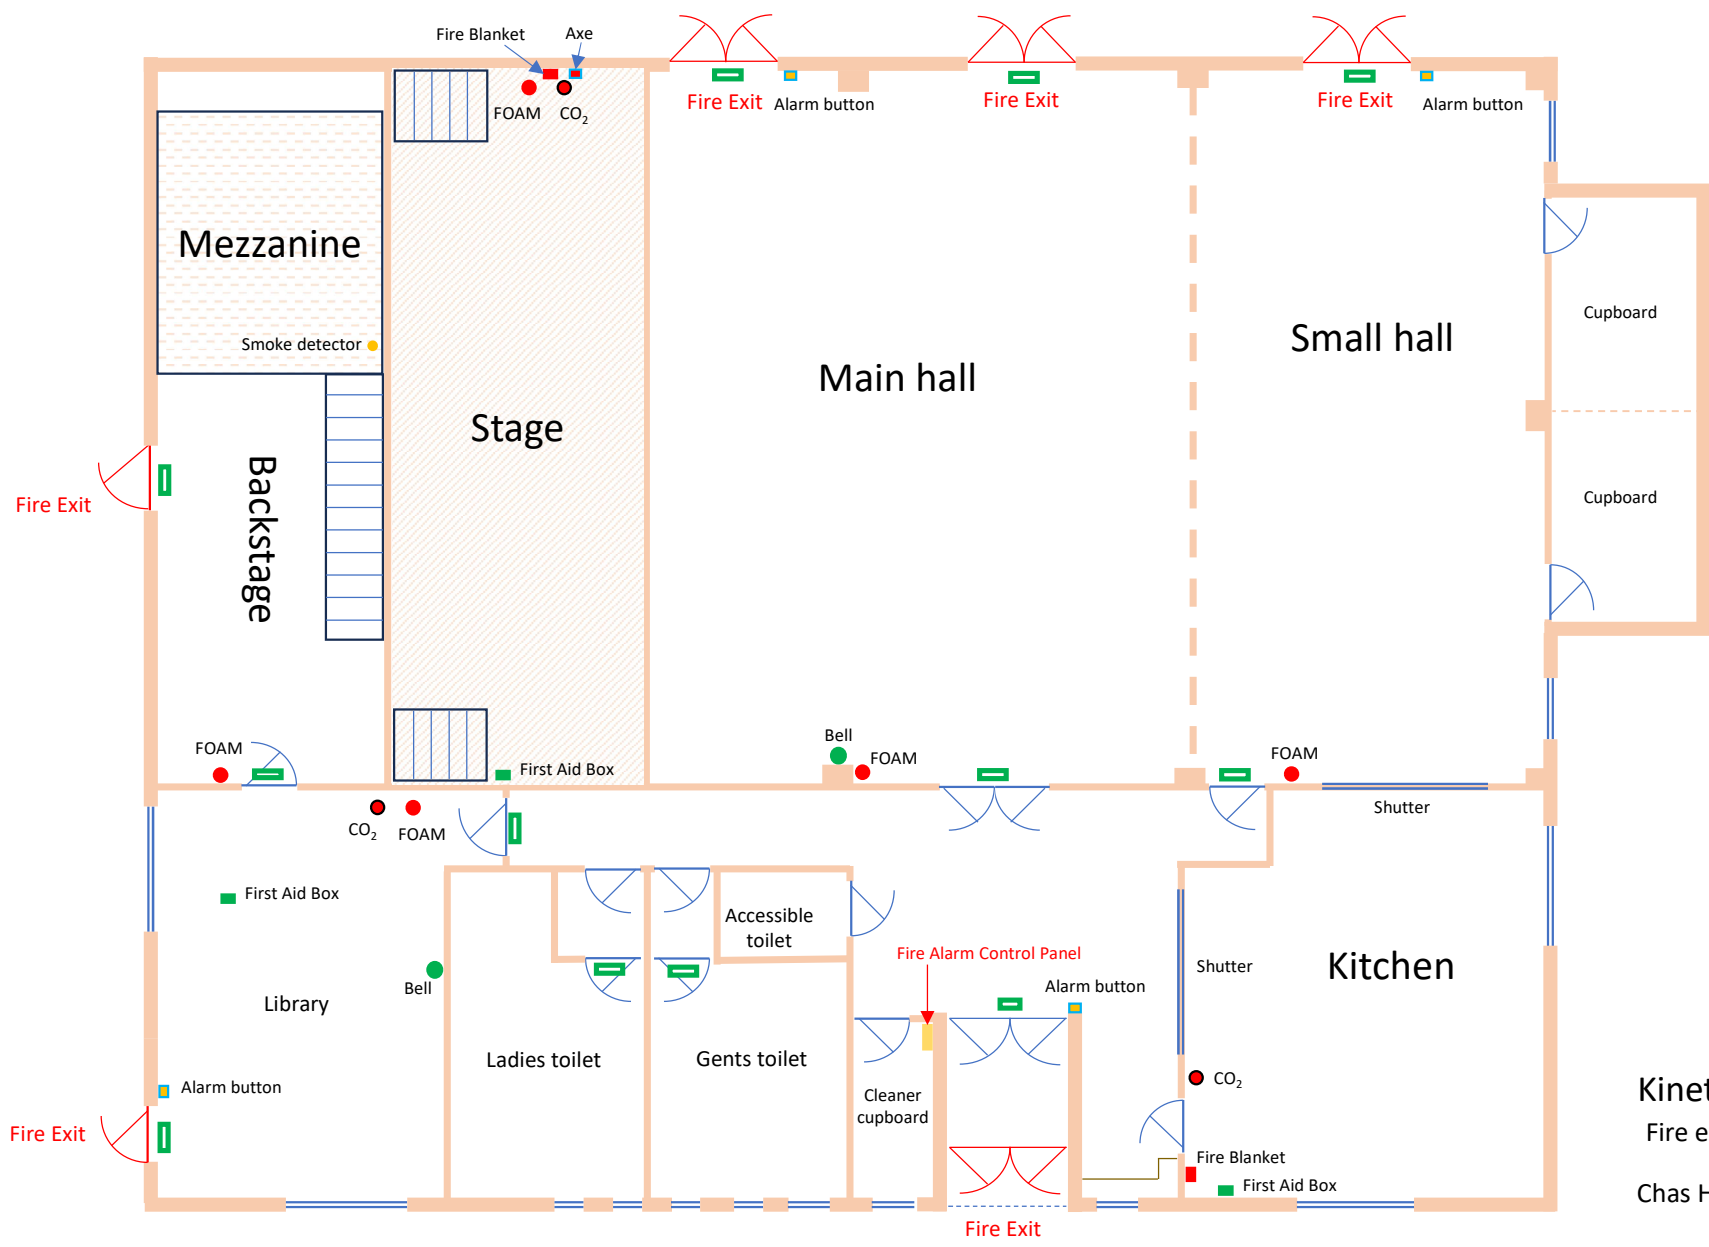 Fire Blanket
Axe
FOAM
CO₂
Fire Exit
Alarm button
Fire Exit
Fire Exit
Alarm button
Mezzanine
Smoke detector
Stage
Main hall
Small hall
Cupboard
Cupboard
Backstage
Fire Exit
FOAM
First Aid Box
Bell
FOAM
FOAM
Shutter
CO₂
FOAM
First Aid Box
Bell
Library
Accessible
toilet
Fire Alarm Control Panel
Alarm button
Shutter
Kitchen
Ladies toilet
Gents toilet
Cleaner
cupboard
CO₂
Alarm button
Fire Exit
Fire Blanket
First Aid Box
Fire Exit
Kinet
Fire e
Chas H